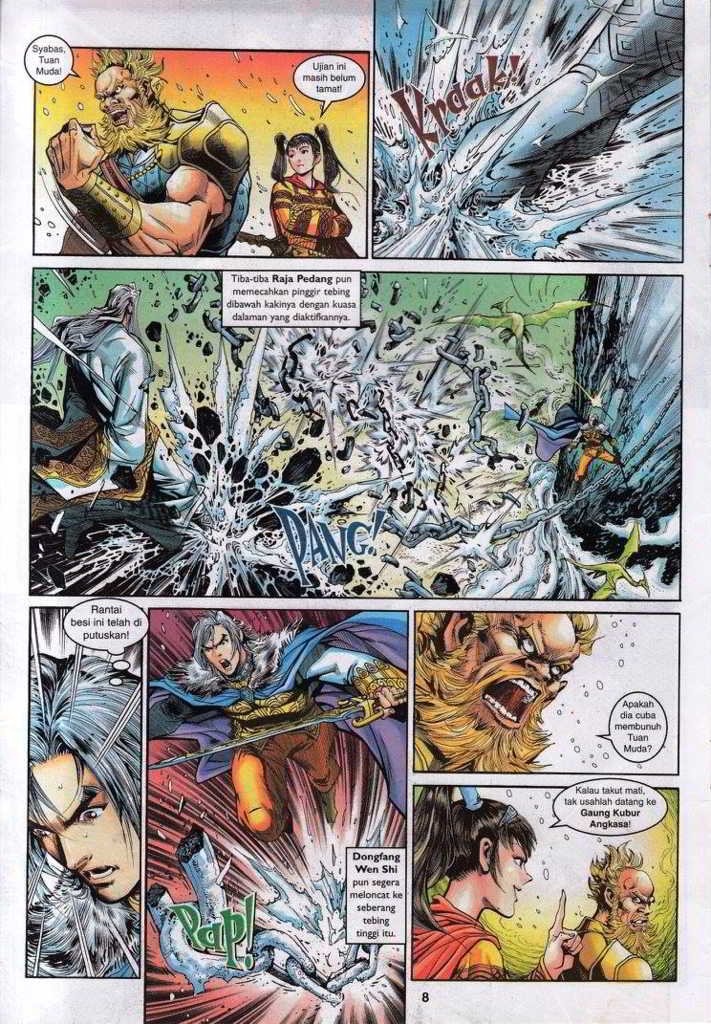 Syabas,
Tuan
Muda!
Ujian ini
masih belum
tamat!
Kraak!
Tiba-tiba Raja Pedang pun
memecahkan pinggir tebing
dibawah kakinya dengan kuasa
dalaman yang diaktifkannya.
PANG!
Rantai
besi ini telah di
putuskan!
Pap!
Dongfang
Wen Shi
pun segera
meloncat ke
seberang
tebing
tinggi itu.
Apakah
dia cuba
membunuh
Tuan
Muda?
Kalau takut mati,
tak usahlah datang ke
Gaung Kubur
Angkasa!
8